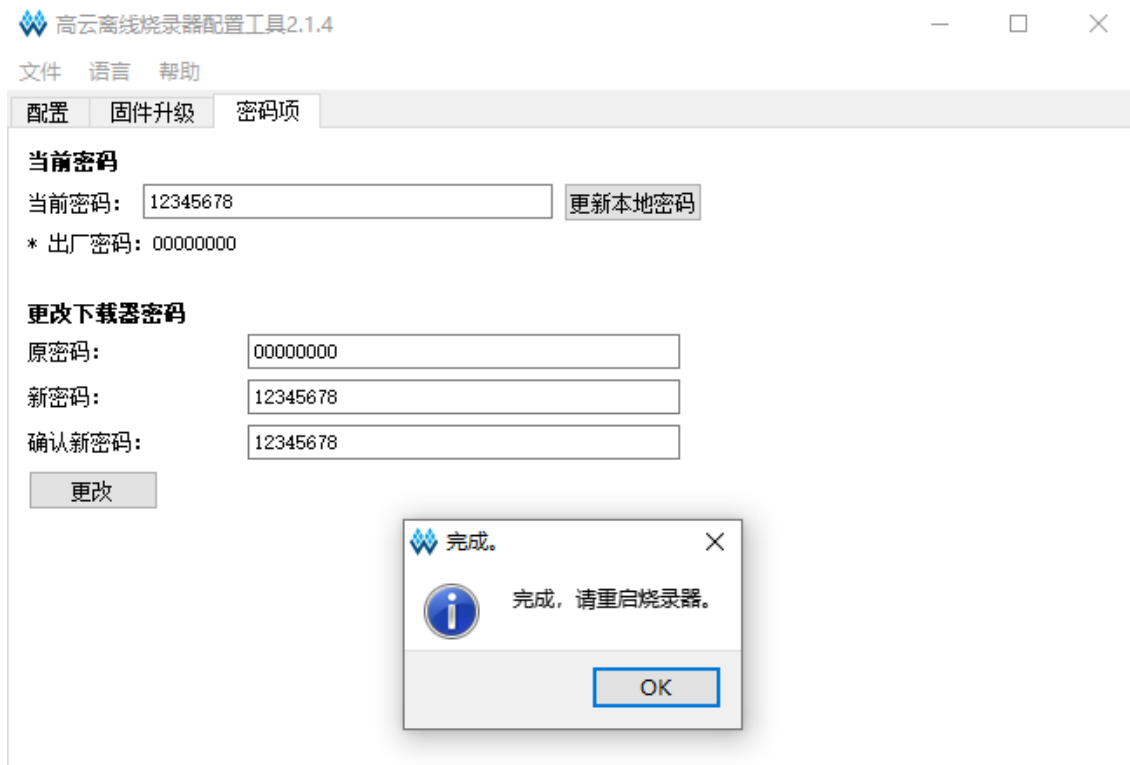 高云离线烧录器配置工具2.1.4
文件 语言 帮助
配置 固件升级 密码项
当前密码
当前密码: 12345678 更新本地密码
* 出厂密码: 00000000
更改下载器密码
原密码: 00000000
新密码: 12345678
确认新密码: 12345678
更改
完成。
完成，请重启烧录器。
OK